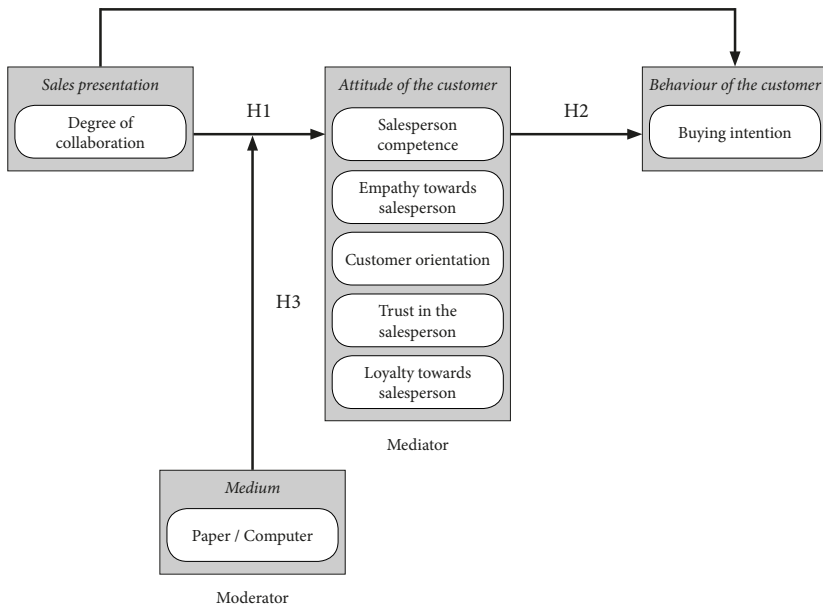 Sales presentation
Degree of
collaboration
H1
Attitude of the customer
Salesperson
competence
Empathy towards
salesperson
Customer orientation
Trust in the
salesperson
Loyalty towards
salesperson
Mediator
H2
Behaviour of the customer
Buying intention
H3
Medium
Paper / Computer
Moderator